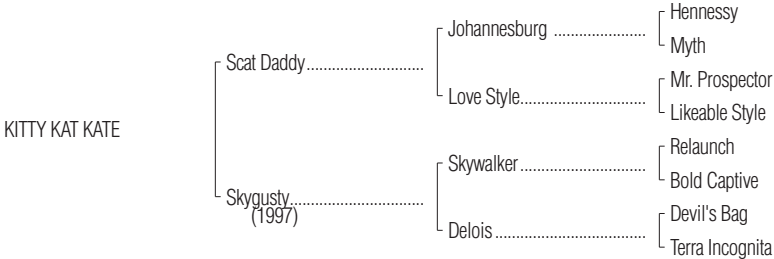 Hennessy
Johannesburg ....................
Myth
Scat Daddy..........................
Mr. Prospector
Love Style...........................
Likeable Style
KITTY KAT KATE
Relaunch
Skywalker...........................
Bold Captive
Skygusty.............................
(1997)
Devil's Bag
Delois .................................
Terra Incognita